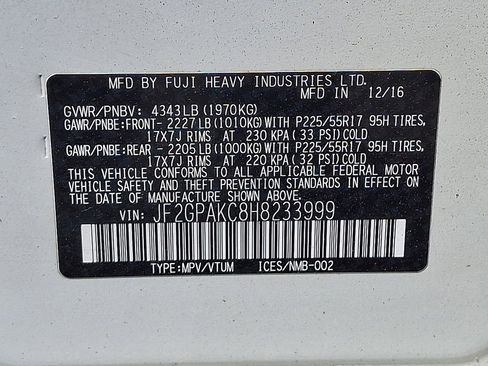 MFD BY FUJI HEAVY INDUSTRIES LTD.
MFD IN 12/16
GVWR/PNBV: 4343LB (1970KG)
GAWR/PNBE:FRONT- 2227LB (1010KG) WITH P225/55R17 95H TIRES,
17X7J RIMS AT 230 KPA (33 PSI) COLD
GAWR/PNBE:REAR - 2205LB (1000KG) WITH P225/55R17 95H TIRES,
17X7J RIMS AT 220 KPA (32 PSI) COLD
THIS VEHICLE CONFORMS TO ALL APPLICABLE FEDERAL MOTOR
VEHICLE SAFETY AND BUMPER STANDARDS IN EFFECT ON THE
DATE OF MANUFACTURE SHOWN ABOVE.
VIN: JF2GPAKC8H8233999
TYPE:MPV/VTUM ICES/NMB-002